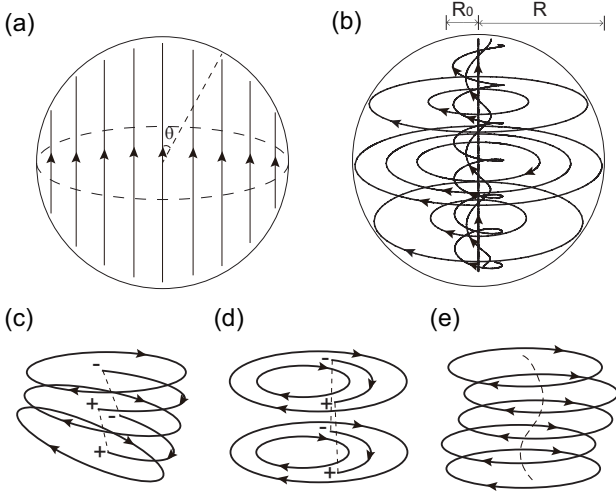 (a)
θ
(b)
R₀ R
(c)
-
+
-
+
(d)
-
+
-
+
(e)